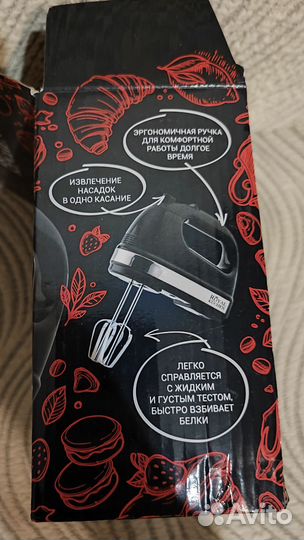 ЭРГОНОМИЧНАЯ РУЧКА
ДЛЯ КОМФОРТНОЙ
РАБОТЫ ДОЛГОЕ
ВРЕМЯ
ИЗВЛЕЧЕНИЕ
НАСАДОК
В ОДНО КАСАНИЕ
ROYAL
ЛЕГКО
СПРАВЛЯЕТСЯ
С ЖИДКИМ
И ГУСТЫМ ТЕСТОМ,
БЫСТРО ВЗБИВАЕТ
БЕЛКИ
Avito